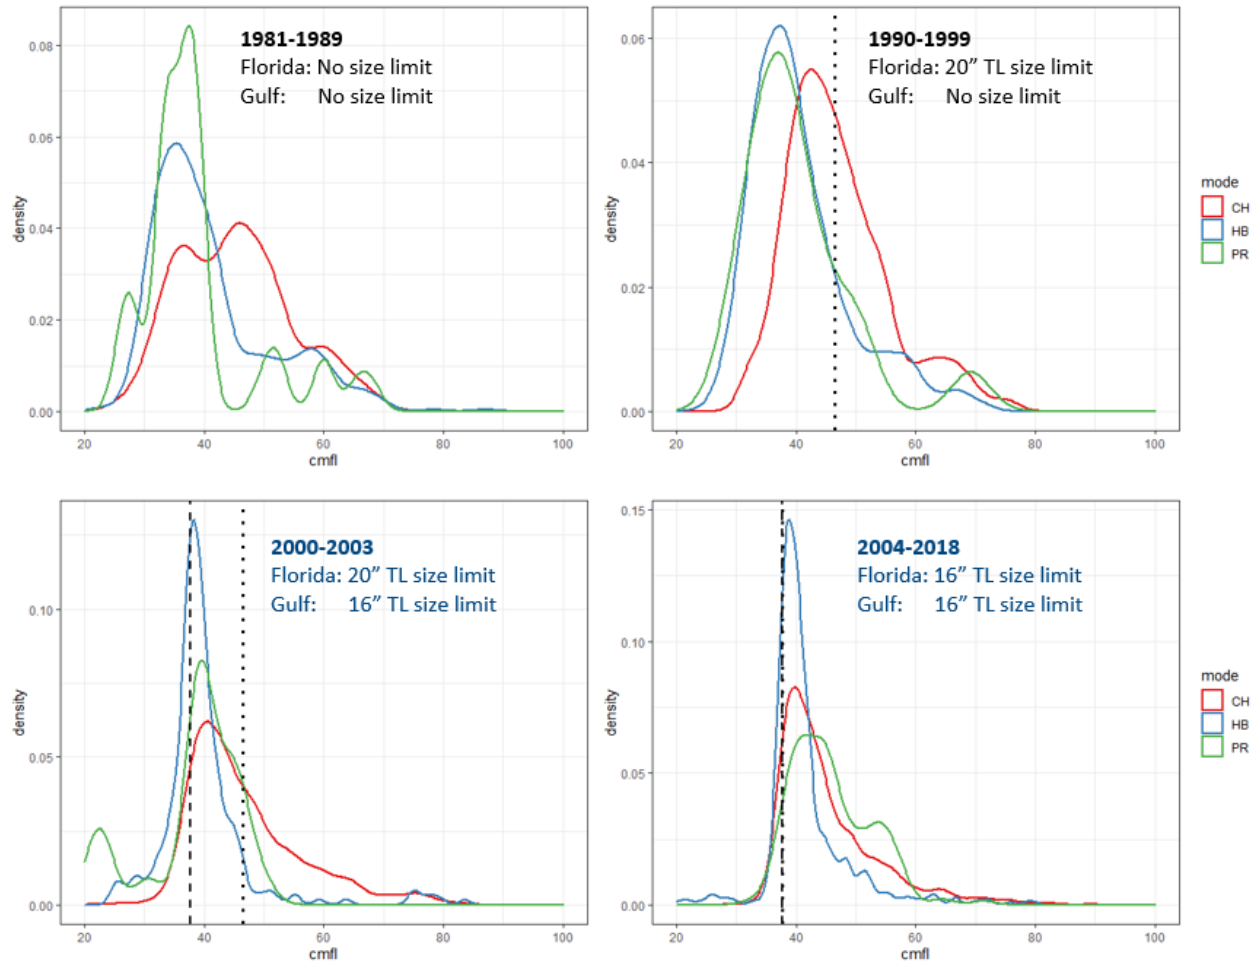 1981-1989
Florida: No size limit
Gulf: No size limit
0.08
0.06
0.04
0.02
0.00
density
20 40 60 80 100
cmfl
1990-1999
Florida: 20” TL size limit
Gulf: No size limit
0.06
0.04
0.02
0.00
density
20 40 60 80 100
cmfl
mode
CH
HB
PR
2000-2003
Florida: 20” TL size limit
Gulf: 16” TL size limit
0.10
0.05
0.00
density
20 40 60 80 100
cmfl
2004-2018
Florida: 16” TL size limit
Gulf: 16” TL size limit
0.15
0.10
0.05
0.00
density
20 40 60 80 100
cmfl
mode
CH
HB
PR